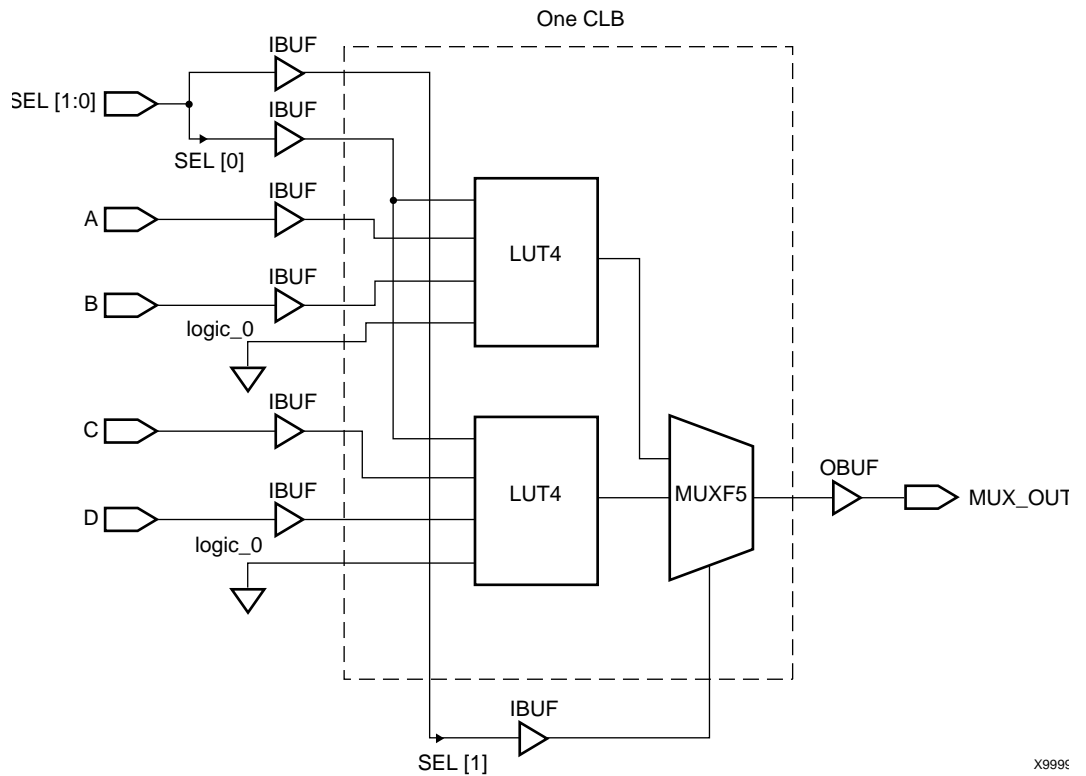 One CLB
IBUF
SEL [1:0]
IBUF
SEL [0]
IBUF
A
LUT4
IBUF
B
logic_0
IBUF
C
OBUF
IBUF
LUT4
MUXF5
MUX_OUT
D
logic_0
IBUF
SEL [1]
X9999